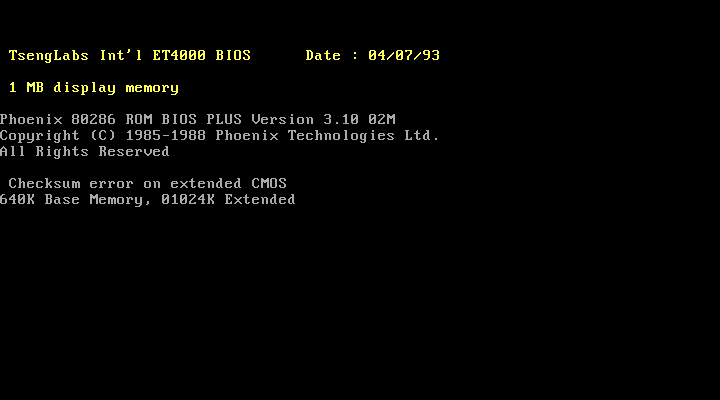 TsengLabs Int'l ET4000 BIOS      Date : 04/07/93
1 MB display memory
Phoenix 80286 ROM BIOS PLUS Version 3.10 02M
Copyright (C) 1985-1988 Phoenix Technologies Ltd.
All Rights Reserved
Checksum error on extended CMOS
640K Base Memory, 01024K Extended